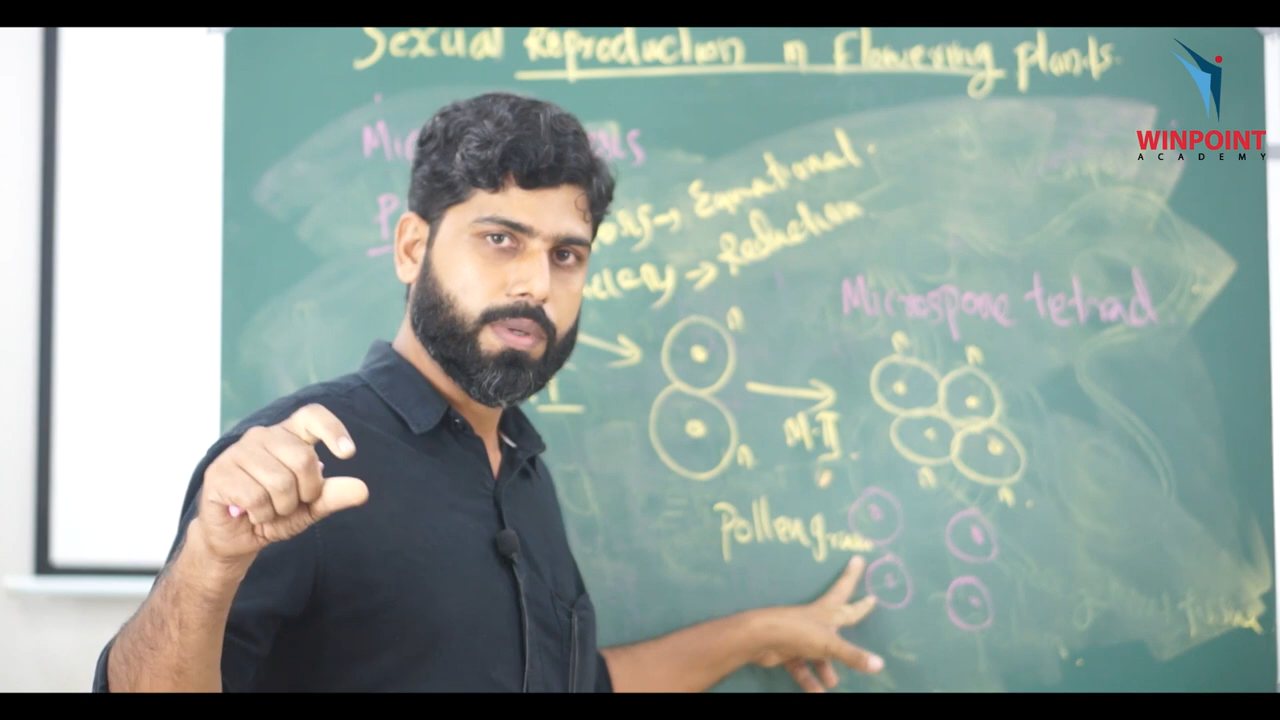 Sexual Reproduction in Flowering plants.
WINPOINT
ACADEMY
→ Equational.
→ Reduction
Microspore tetrad
n
n n
n
M-II
n
n
Pollen grain